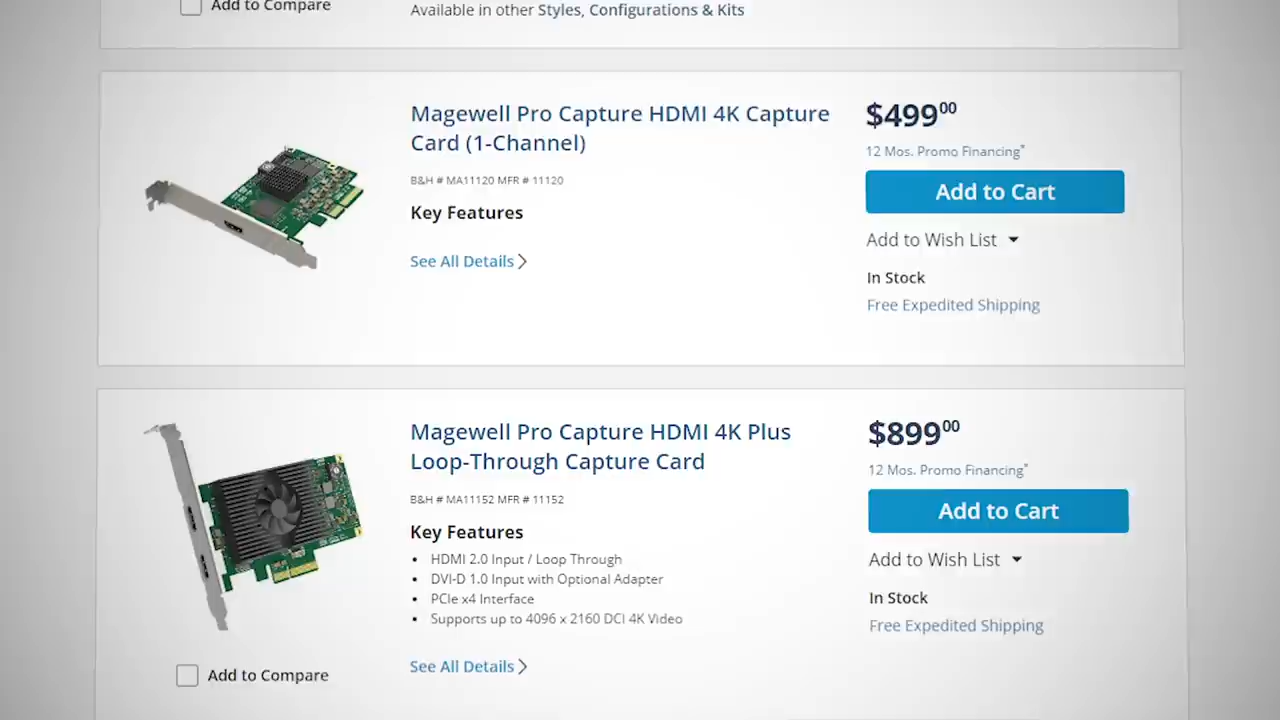 Add to Compare
Available in other Styles, Configurations & Kits
Magewell Pro Capture HDMI 4K Capture
Card (1-Channel)
B&H # MA11120 MFR # 11120
Key Features
See All Details
$499⁰⁰
12 Mos. Promo Financing*
Add to Cart
Add to Wish List
In Stock
Free Expedited Shipping
Magewell Pro Capture HDMI 4K Plus
Loop-Through Capture Card
B&H # MA11152 MFR # 11152
Key Features
• HDMI 2.0 Input / Loop Through
• DVI-D 1.0 Input with Optional Adapter
• PCIe x4 Interface
• Supports up to 4096 x 2160 DCI 4K Video
See All Details
Add to Compare
$899⁰⁰
12 Mos. Promo Financing*
Add to Cart
Add to Wish List
In Stock
Free Expedited Shipping